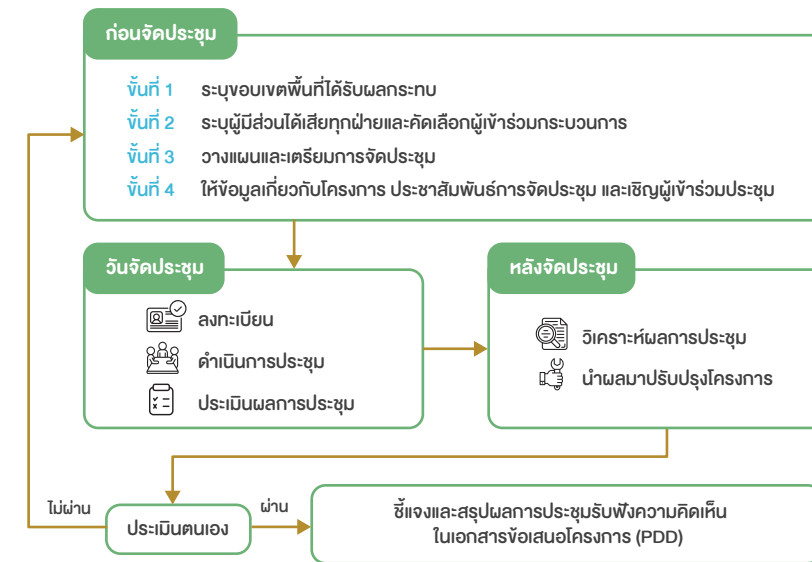 ก่อนจัดประชุม
ขั้นที่ 1 ระบุขอบเขตพื้นที่ได้รับผลกระทบ
ขั้นที่ 2 ระบุผู้มีส่วนได้เสียทุกฝ่ายและคัดเลือกผู้เข้าร่วมกระบวนการ
ขั้นที่ 3 วางแผนและเตรียมการจัดประชุม
ขั้นที่ 4 ให้ข้อมูลเกี่ยวกับโครงการ ประชาสัมพันธ์การจัดประชุม และเชิญผู้เข้าร่วมประชุม
วันจัดประชุม
ลงทะเบียน
ดำเนินการประชุม
ประเมินผลการประชุม
หลังจัดประชุม
วิเคราะห์ผลการประชุม
นำผลมาปรับปรุงโครงการ
ไม่ผ่าน
ประเมินตนเอง
ผ่าน
ชี้แจงและสรุปผลการประชุมรับฟังความคิดเห็น
ในเอกสารข้อเสนอโครงการ (PDD)